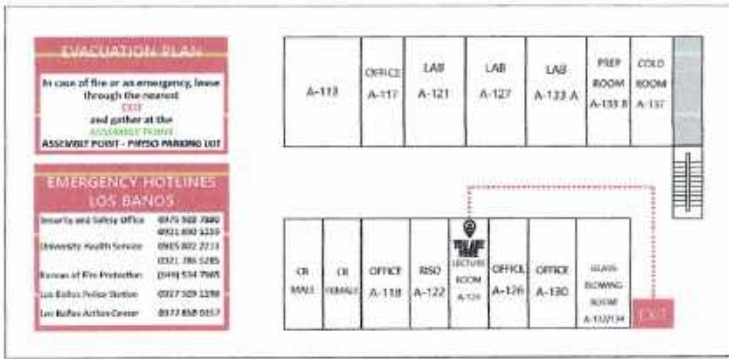 EVACUATION PLAN
In case of fire or an emergency, leave
through the nearest
EXIT
and gather at the
ASSEMBLY POINT
ASSEMBLY POINT - PHYSCI PARKING LOT
EMERGENCY HOTLINES
LOS BAÑOS
Security and Safety Office
University Health Service
Bureau of Fire Protection
Los Baños Police Station
Los Baños Action Center
A-113
OFFICE
A-117
LAB
A-121
LAB
A-127
LAB
A-133 A
PREP
ROOM
A-133 B
COLD
ROOM
A-137
CR
MALE
CR
FEMALE
OFFICE
A-118
RISO
A-122
YOU ARE
HERE
LECTURE
ROOM
OFFICE
A-126
OFFICE
A-130
GLASS
BLOWING
ROOM
A-132/134
EXIT